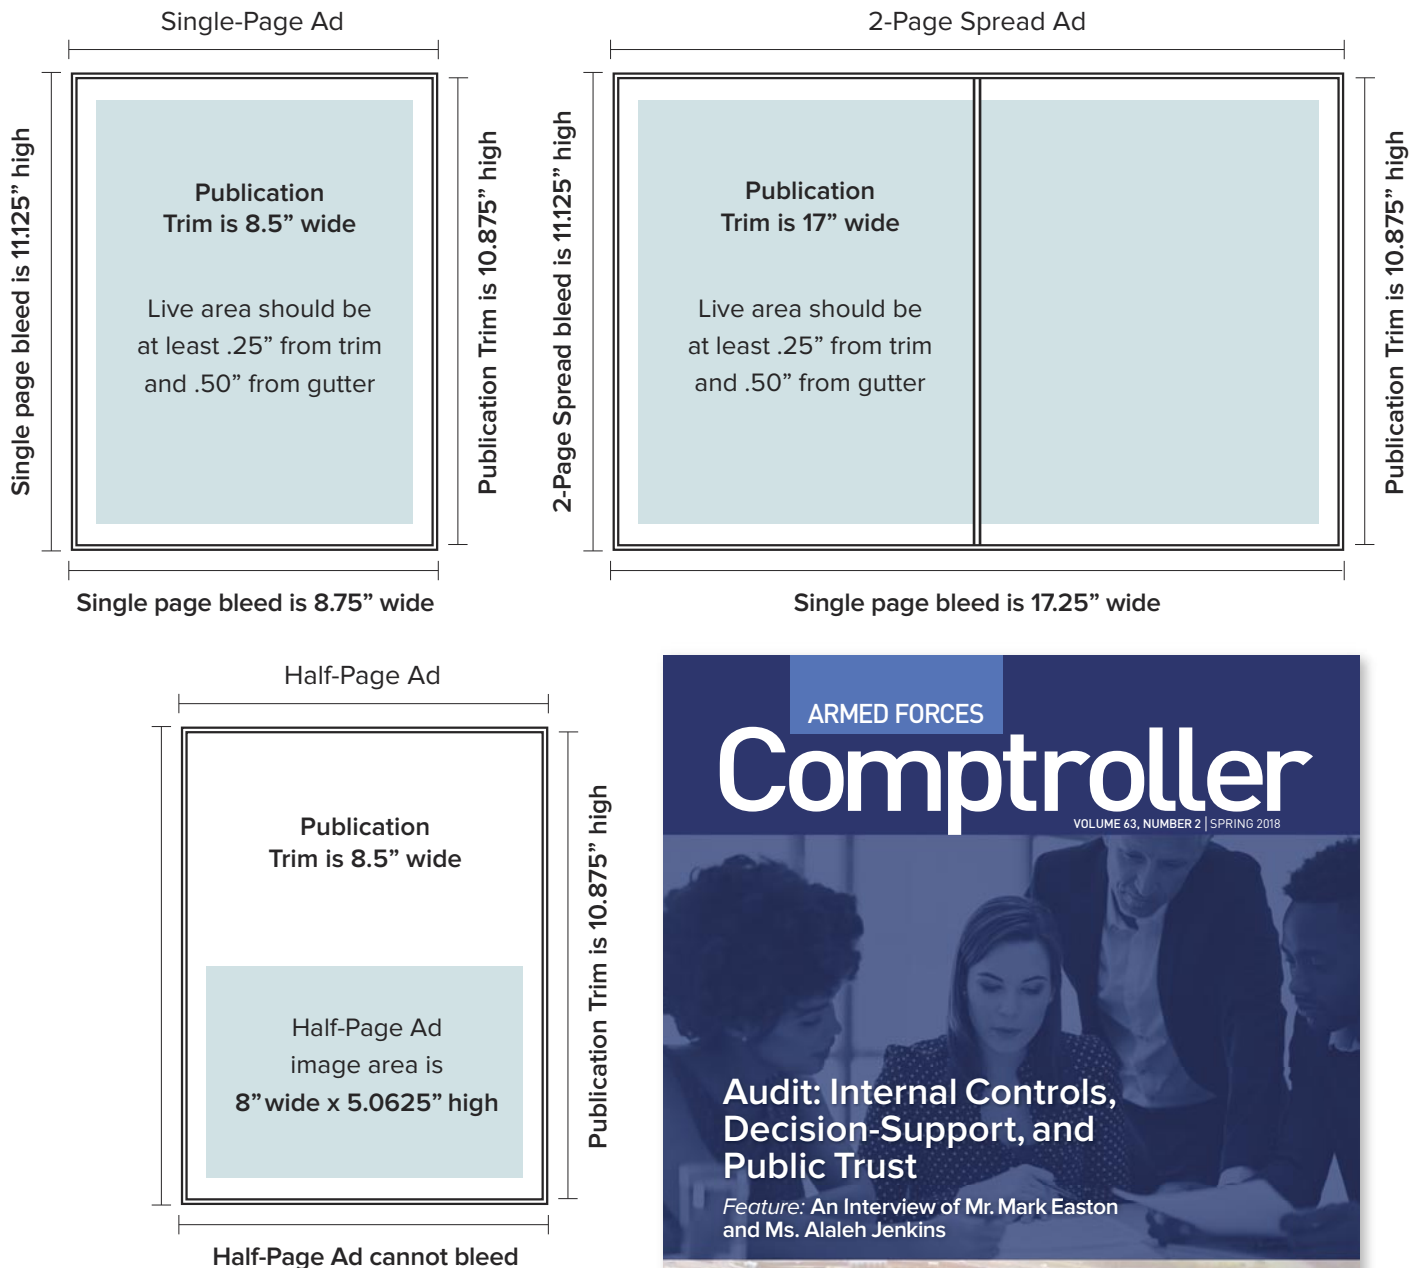 Single-Page Ad
Single page bleed is 11.125” high
Publication
Trim is 8.5” wide
Live area should be
at least .25” from trim
and .50” from gutter
Publication Trim is 10.875” high
Single page bleed is 8.75” wide
2-Page Spread Ad
2-Page Spread bleed is 11.125” high
Publication
Trim is 17” wide
Live area should be
at least .25” from trim
and .50” from gutter
Publication Trim is 10.875” high
Single page bleed is 17.25” wide
Half-Page Ad
Publication
Trim is 8.5” wide
Half-Page Ad
image area is
8” wide x 5.0625” high
Publication Trim is 10.875” high
Half-Page Ad cannot bleed
ARMED FORCES
Comptroller
VOLUME 63, NUMBER 2 | SPRING 2018
Audit: Internal Controls,
Decision-Support, and
Public Trust
Feature: An Interview of Mr. Mark Easton
and Ms. Alaleh Jenkins